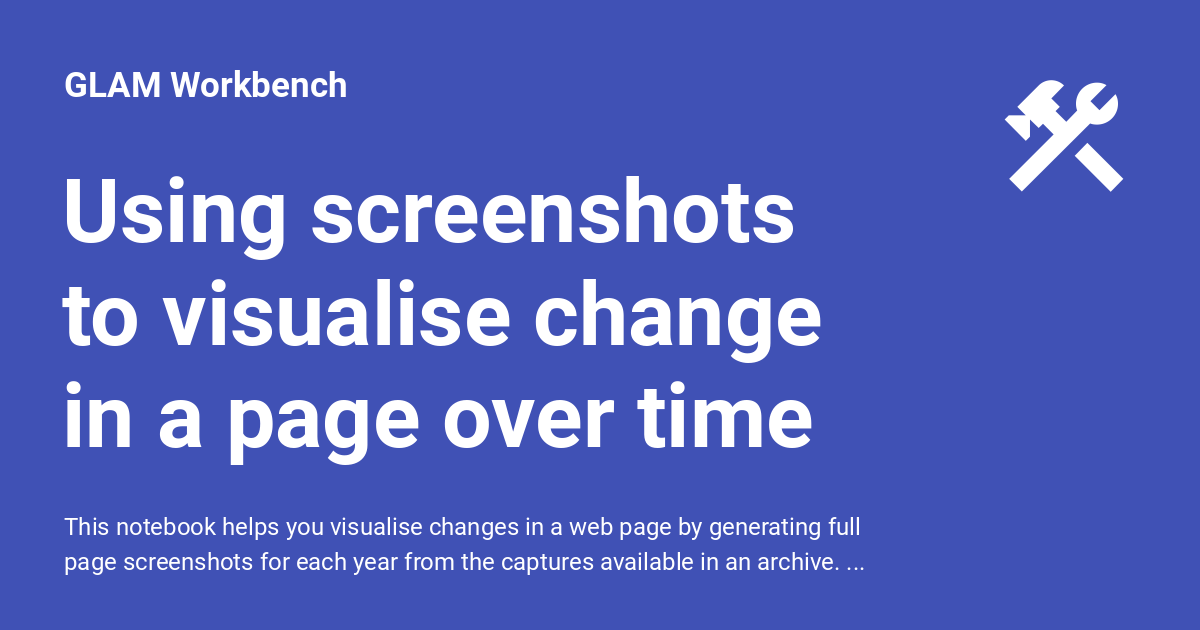 GLAM Workbench
Using screenshots
to visualise change
in a page over time
This notebook helps you visualise changes in a web page by generating full
page screenshots for each year from the captures available in an archive. ...